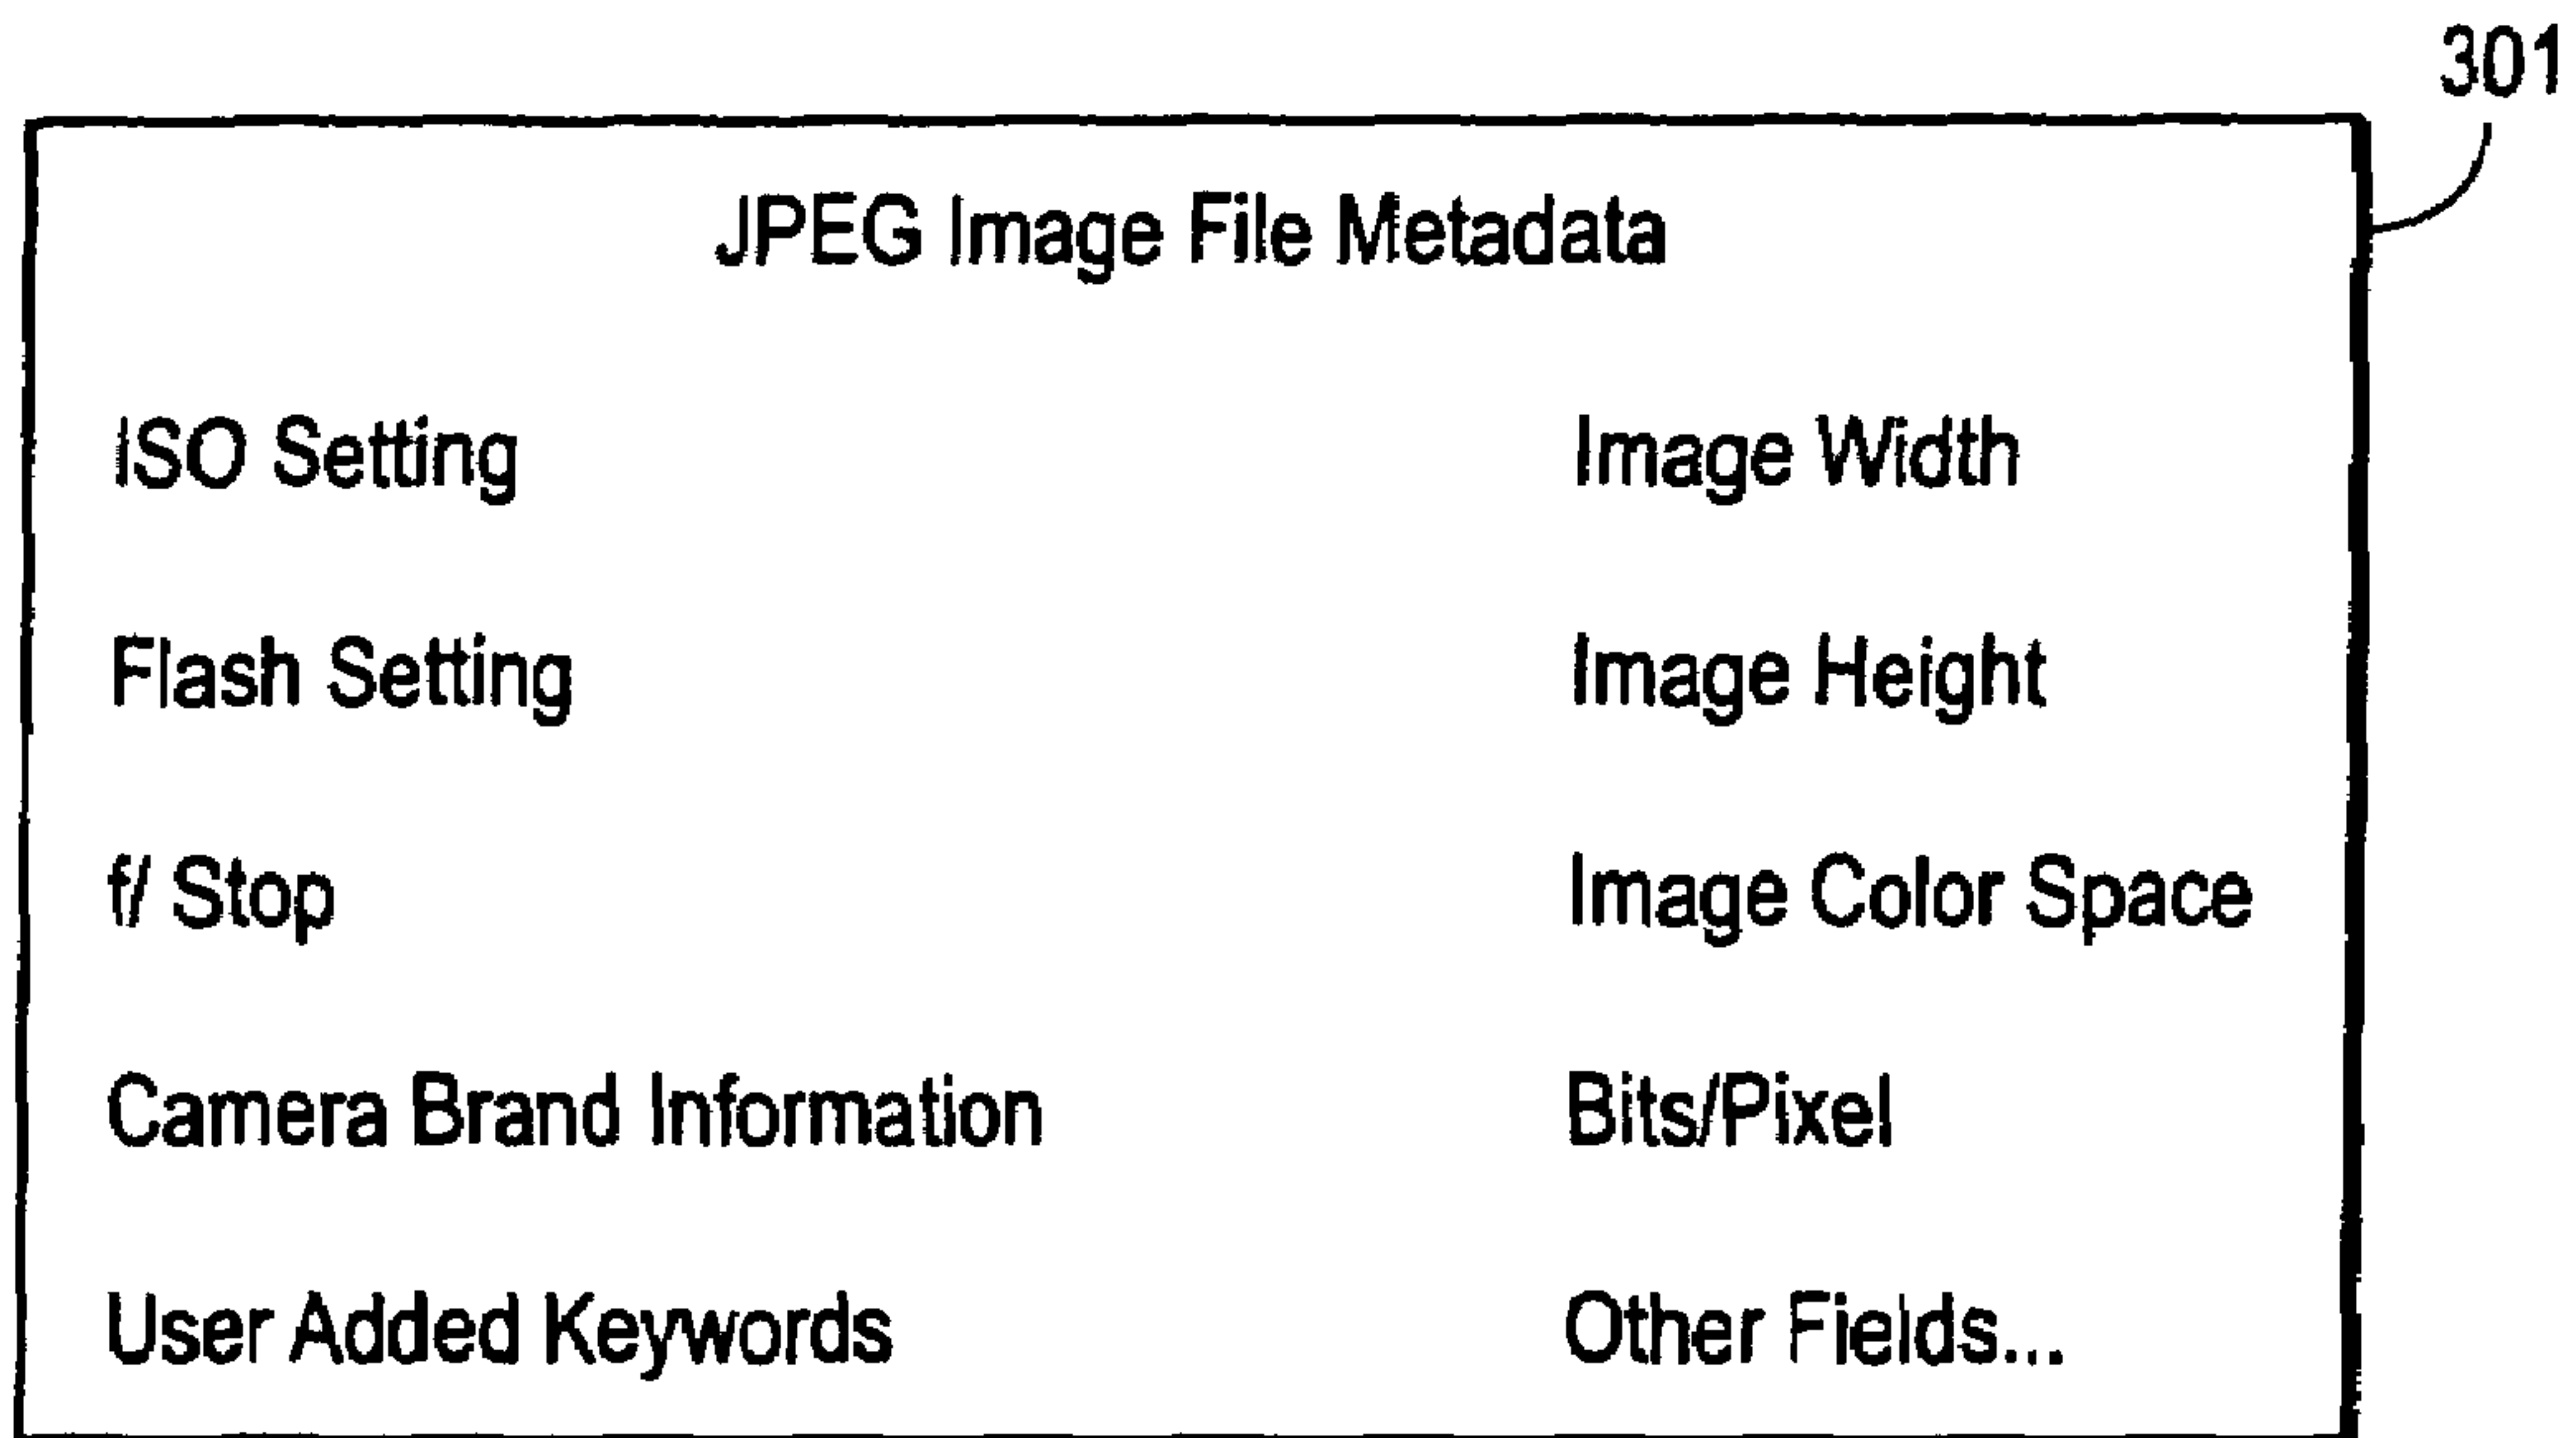 301
JPEG Image File Metadata
ISO Setting
Image Width
Flash Setting
Image Height
f/ Stop
Image Color Space
Camera Brand Information
Bits/Pixel
User Added Keywords
Other Fields...